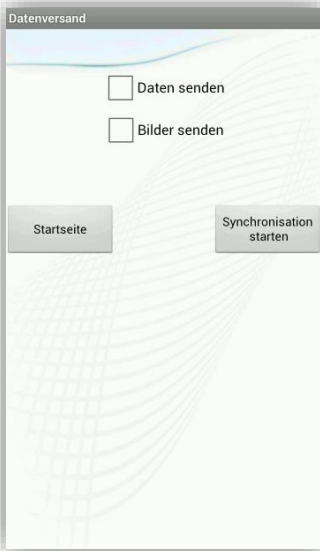 Datenversand
Daten senden
Bilder senden
Startseite
Synchronisation
starten